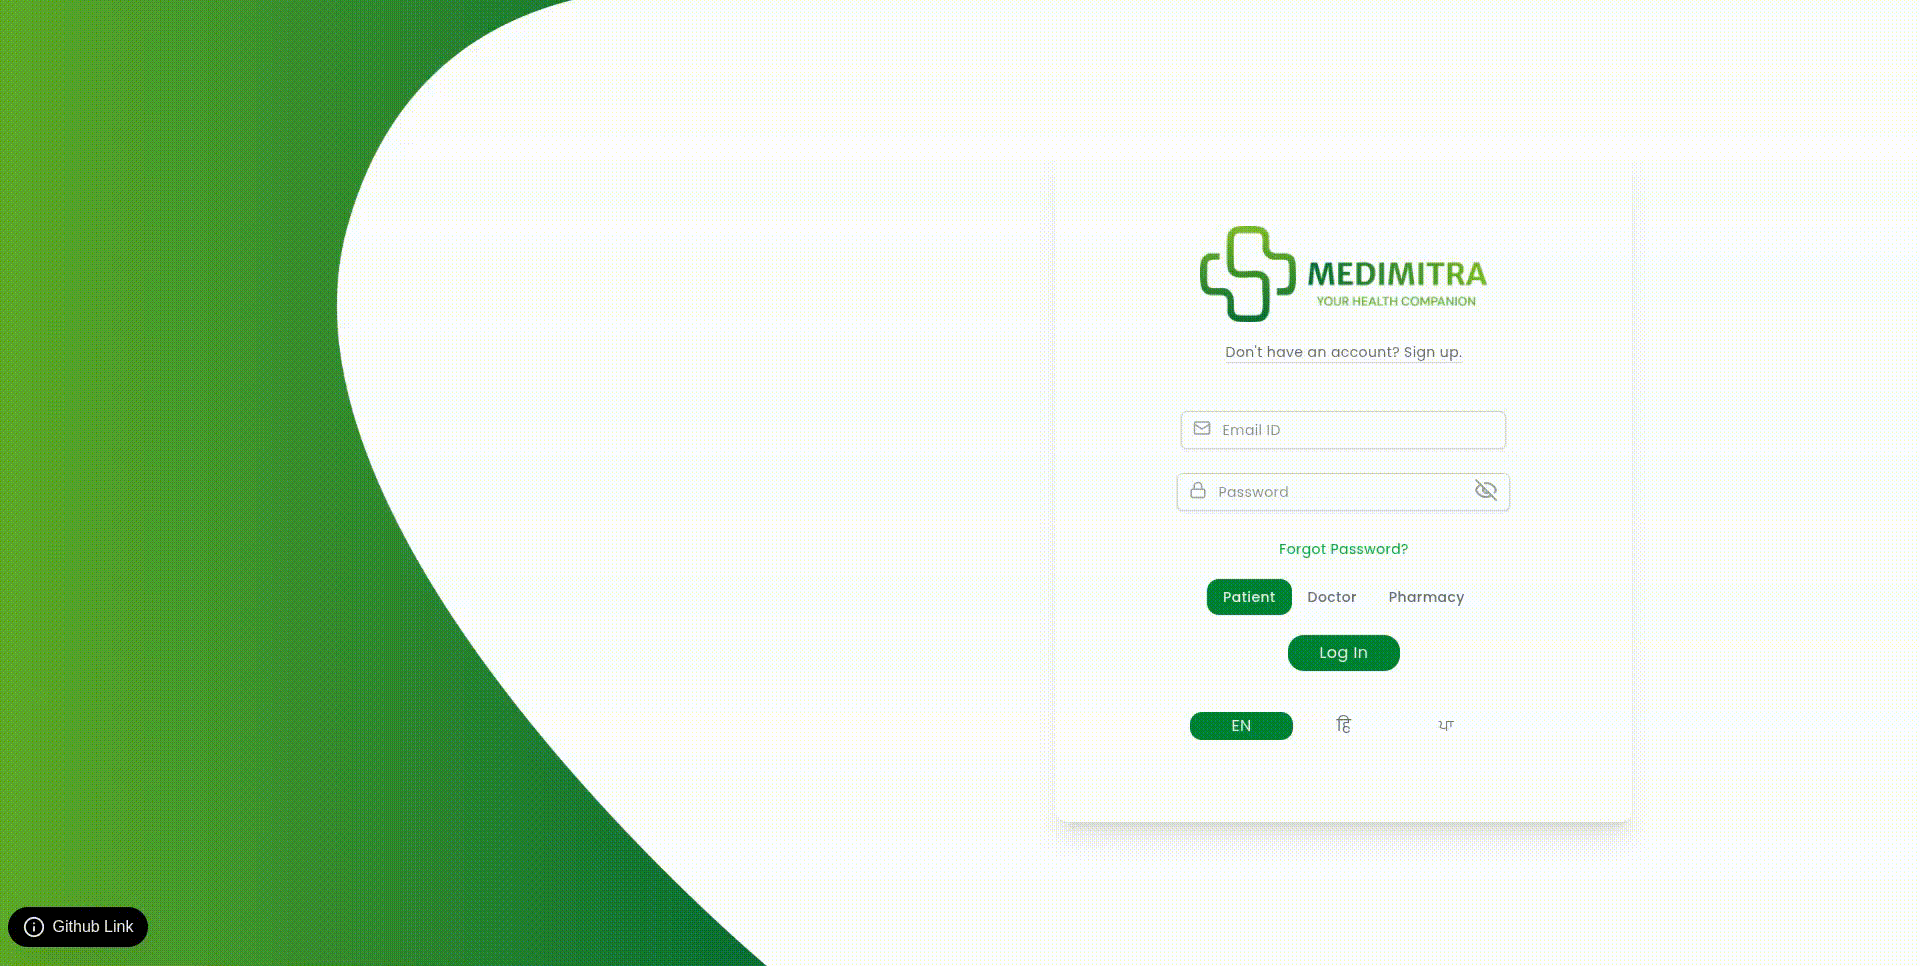 MEDIMITRA
YOUR HEALTH COMPANION
Don't have an account? Sign up.
Email ID
Password
Forgot Password?
Patient Doctor Pharmacy
Log In
EN हि ਪਾ
Github Link